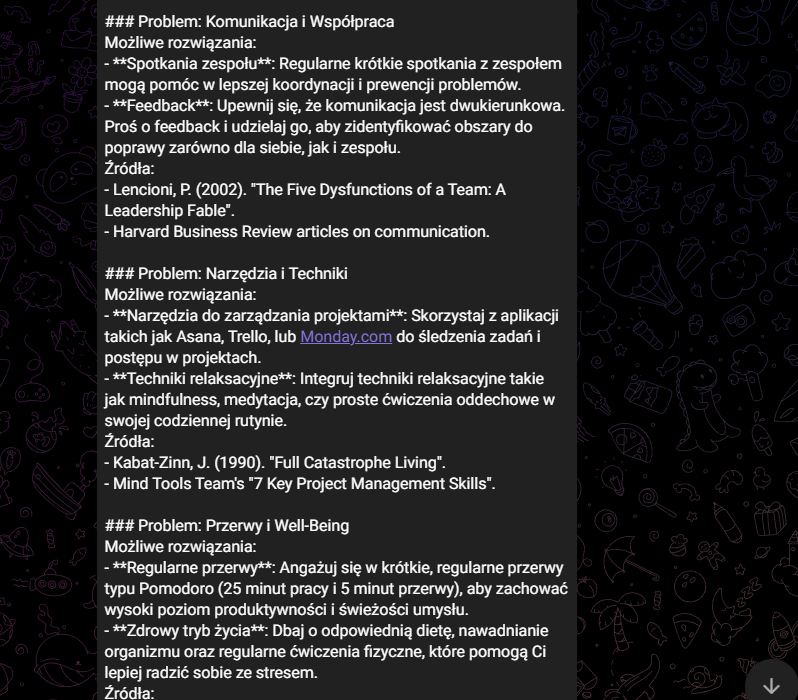 ### Problem: Komunikacja i Współpraca
Możliwe rozwiązania:
- **Spotkania zespołu**: Regularne krótkie spotkania z zespołem
mogą pomóc w lepszej koordynacji i prewencji problemów.
- **Feedback**: Upewnij się, że komunikacja jest dwukierunkowa.
Proś o feedback i udzielaj go, aby zidentyfikować obszary do
poprawy zarówno dla siebie, jak i zespołu.
Źródła:
- Lencioni, P. (2002). "The Five Dysfunctions of a Team: A
Leadership Fable".
- Harvard Business Review articles on communication.

### Problem: Narzędzia i Techniki
Możliwe rozwiązania:
- **Narzędzia do zarządzania projektami**: Skorzystaj z aplikacji
takich jak Asana, Trello, lub Monday.com do śledzenia zadań i
postępu w projektach.
- **Techniki relaksacyjne**: Integruj techniki relaksacyjne takie
jak mindfulness, medytacja, czy proste ćwiczenia oddechowe w
swojej codziennej rutynie.
Źródła:
- Kabat-Zinn, J. (1990). "Full Catastrophe Living".
- Mind Tools Team's "7 Key Project Management Skills".

### Problem: Przerwy i Well-Being
Możliwe rozwiązania:
- **Regularne przerwy**: Angażuj się w krótkie, regularne przerwy
typu Pomodoro (25 minut pracy i 5 minut przerwy), aby zachować
wysoki poziom produktywności i świeżości umysłu.
- **Zdrowy tryb życia**: Dbaj o odpowiednią dietę, nawadnianie
organizmu oraz regularne ćwiczenia fizyczne, które pomogą Ci
lepiej radzić sobie ze stresem.
Źródła: